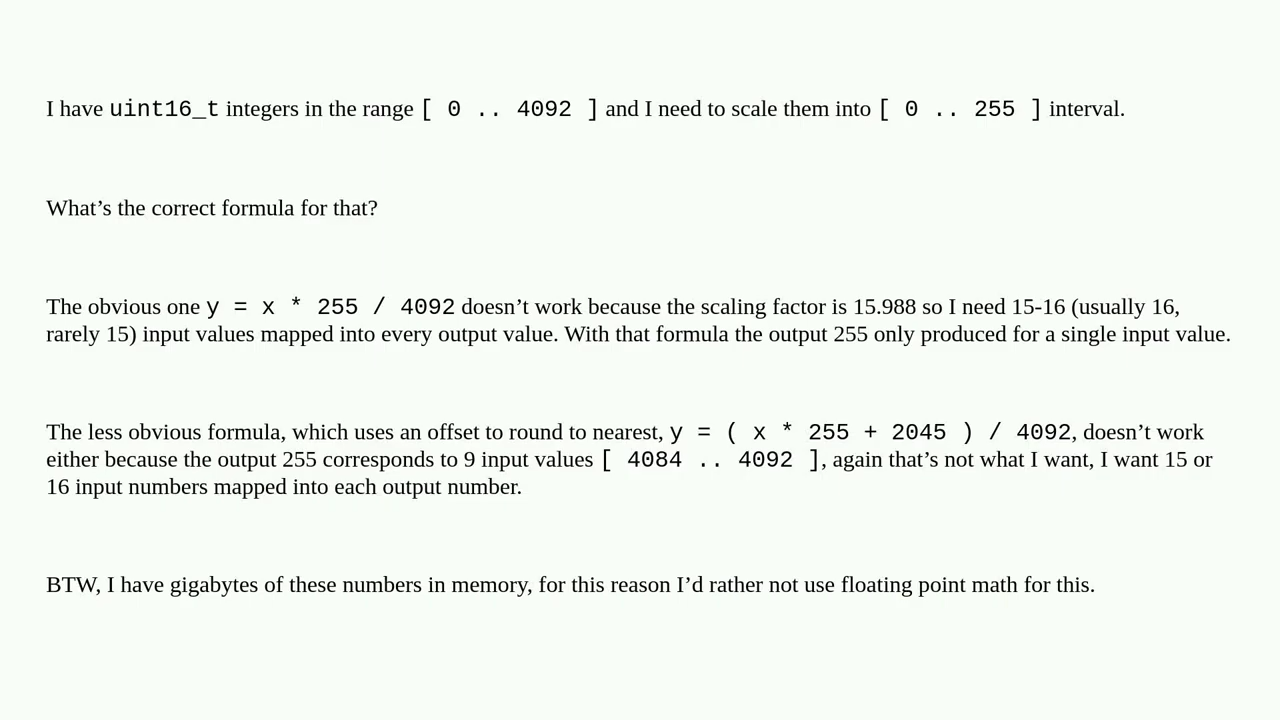 I have uint16_t integers in the range [ 0 .. 4092 ] and I need to scale them into [ 0 .. 255 ] interval.
What’s the correct formula for that?
The obvious one y = x * 255 / 4092 doesn’t work because the scaling factor is 15.988 so I need 15-16 (usually 16,
rarely 15) input values mapped into every output value. With that formula the output 255 only produced for a single input value.
The less obvious formula, which uses an offset to round to nearest, y = ( x * 255 + 2045 ) / 4092, doesn’t work
either because the output 255 corresponds to 9 input values [ 4084 .. 4092 ], again that’s not what I want, I want 15 or
16 input numbers mapped into each output number.
BTW, I have gigabytes of these numbers in memory, for this reason I’d rather not use floating point math for this.